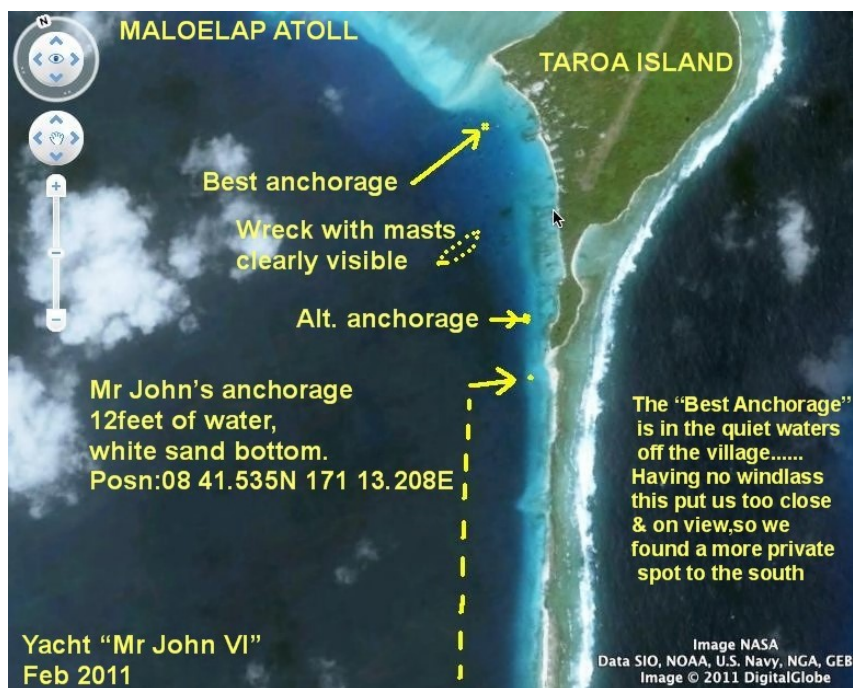 N
MALOELAP ATOLL
TAROA ISLAND
Best anchorage
Wreck with masts
clearly visible
Alt. anchorage
Mr John's anchorage
12feet of water,
white sand bottom.
Posn:08 41.535N 171 13.208E
The “Best Anchorage”
is in the quiet waters
off the village......
Having no windlass
this put us too close
& on view,so we
found a more private
spot to the south
Yacht “Mr John VI”
Feb 2011
Image NASA
Data SIO, NOAA, U.S. Navy, NGA, GEB
Image © 2011 DigitalGlobe